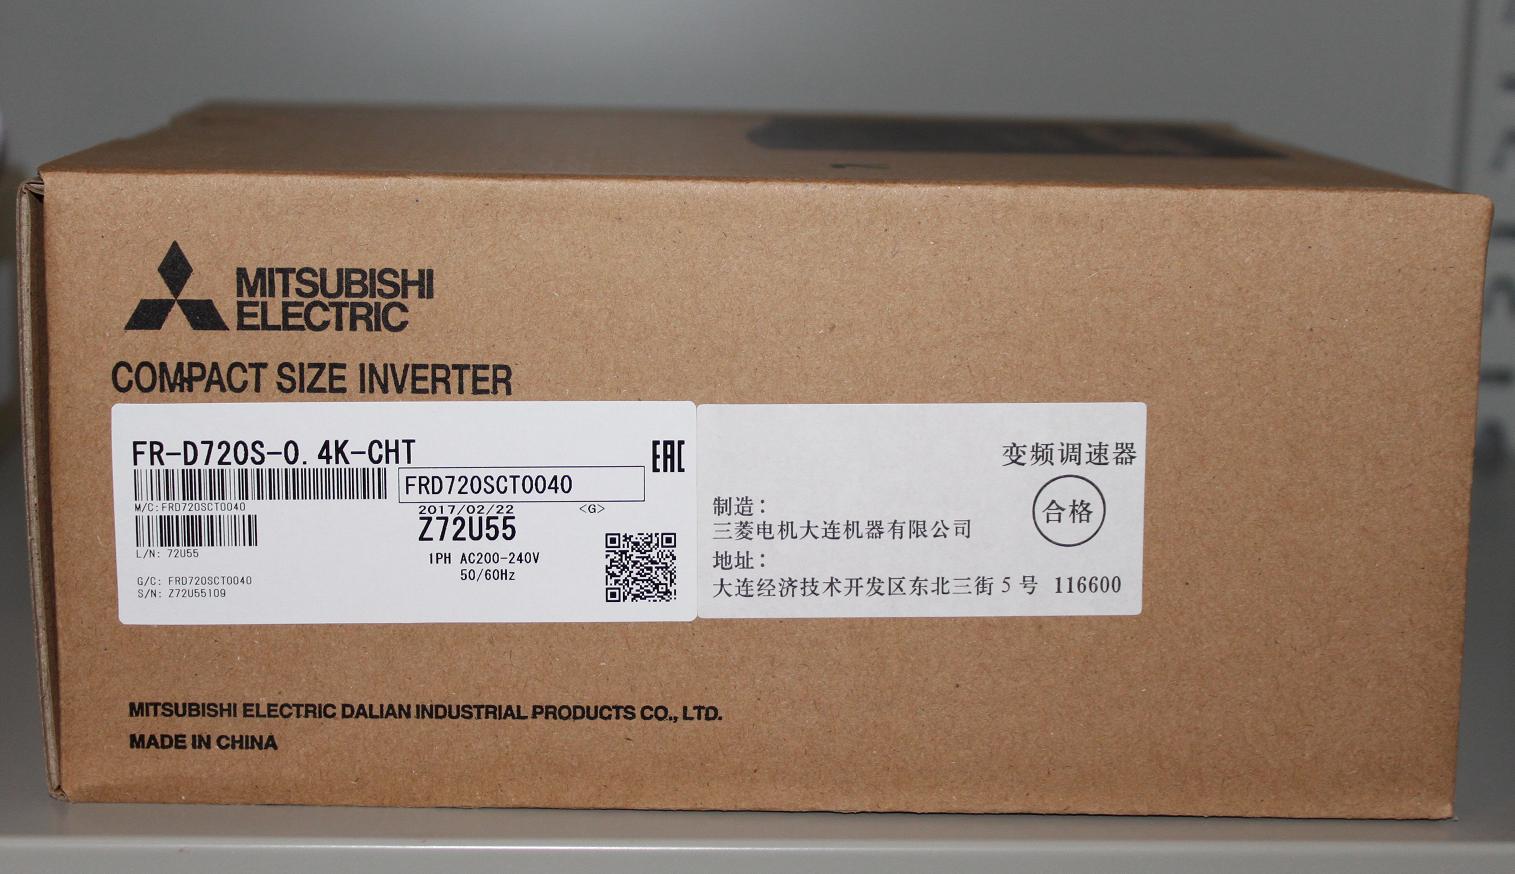 MITSUBISHI
ELECTRIC
COMPACT SIZE INVERTER
FR-D720S-0. 4K-CHT
EAC
FRD720SCT0040
M/C:FRD720SCT0040
2017/02/22 <G>
Z72U55
L/N: 72U55
1PH AC200-240V
50/60Hz
G/C: FRD720SCT0040
S/N: Z72U55109
变频调速器
合格
制造：
三菱电机大连机器有限公司
地址：
大连经济技术开发区东北三街 5 号 116600
MITSUBISHI ELECTRIC DALIAN INDUSTRIAL PRODUCTS CO., LTD.
MADE IN CHINA